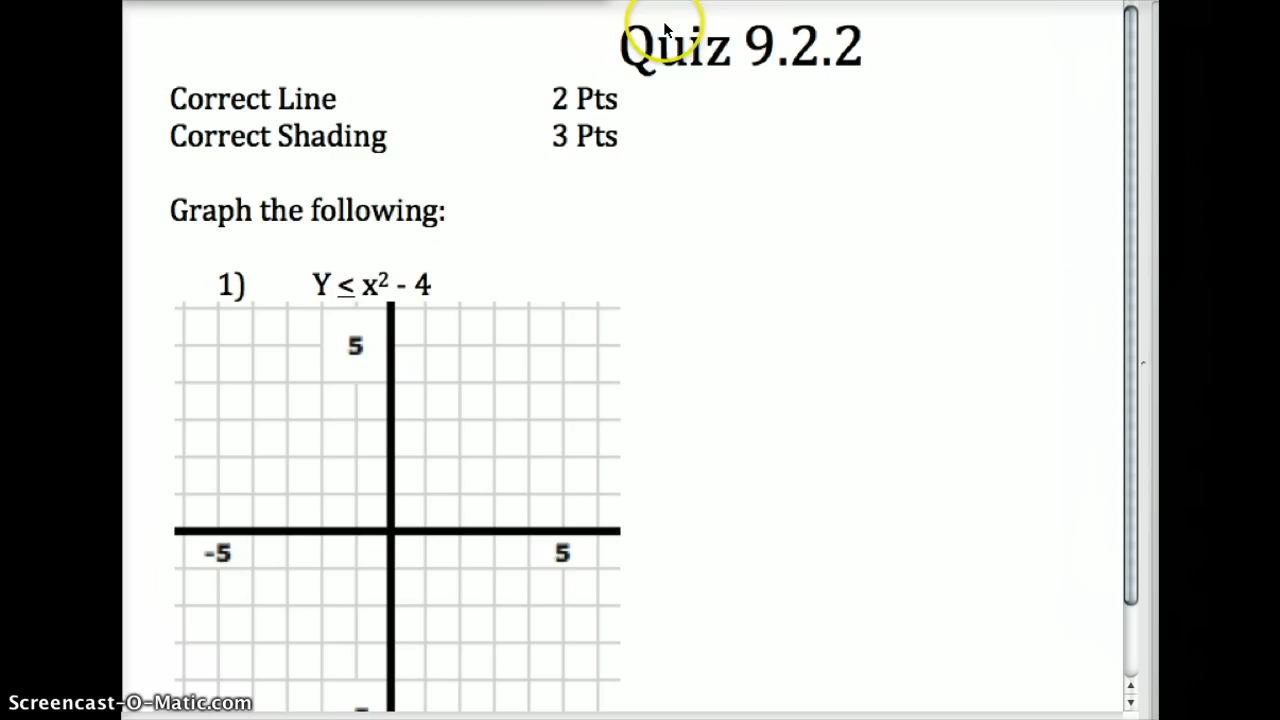 Quiz 9.2.2
Correct Line 2 Pts
Correct Shading 3 Pts
Graph the following:
1) Y ≤ x² - 4
5
-5 5
Screencast-O-Matic.com